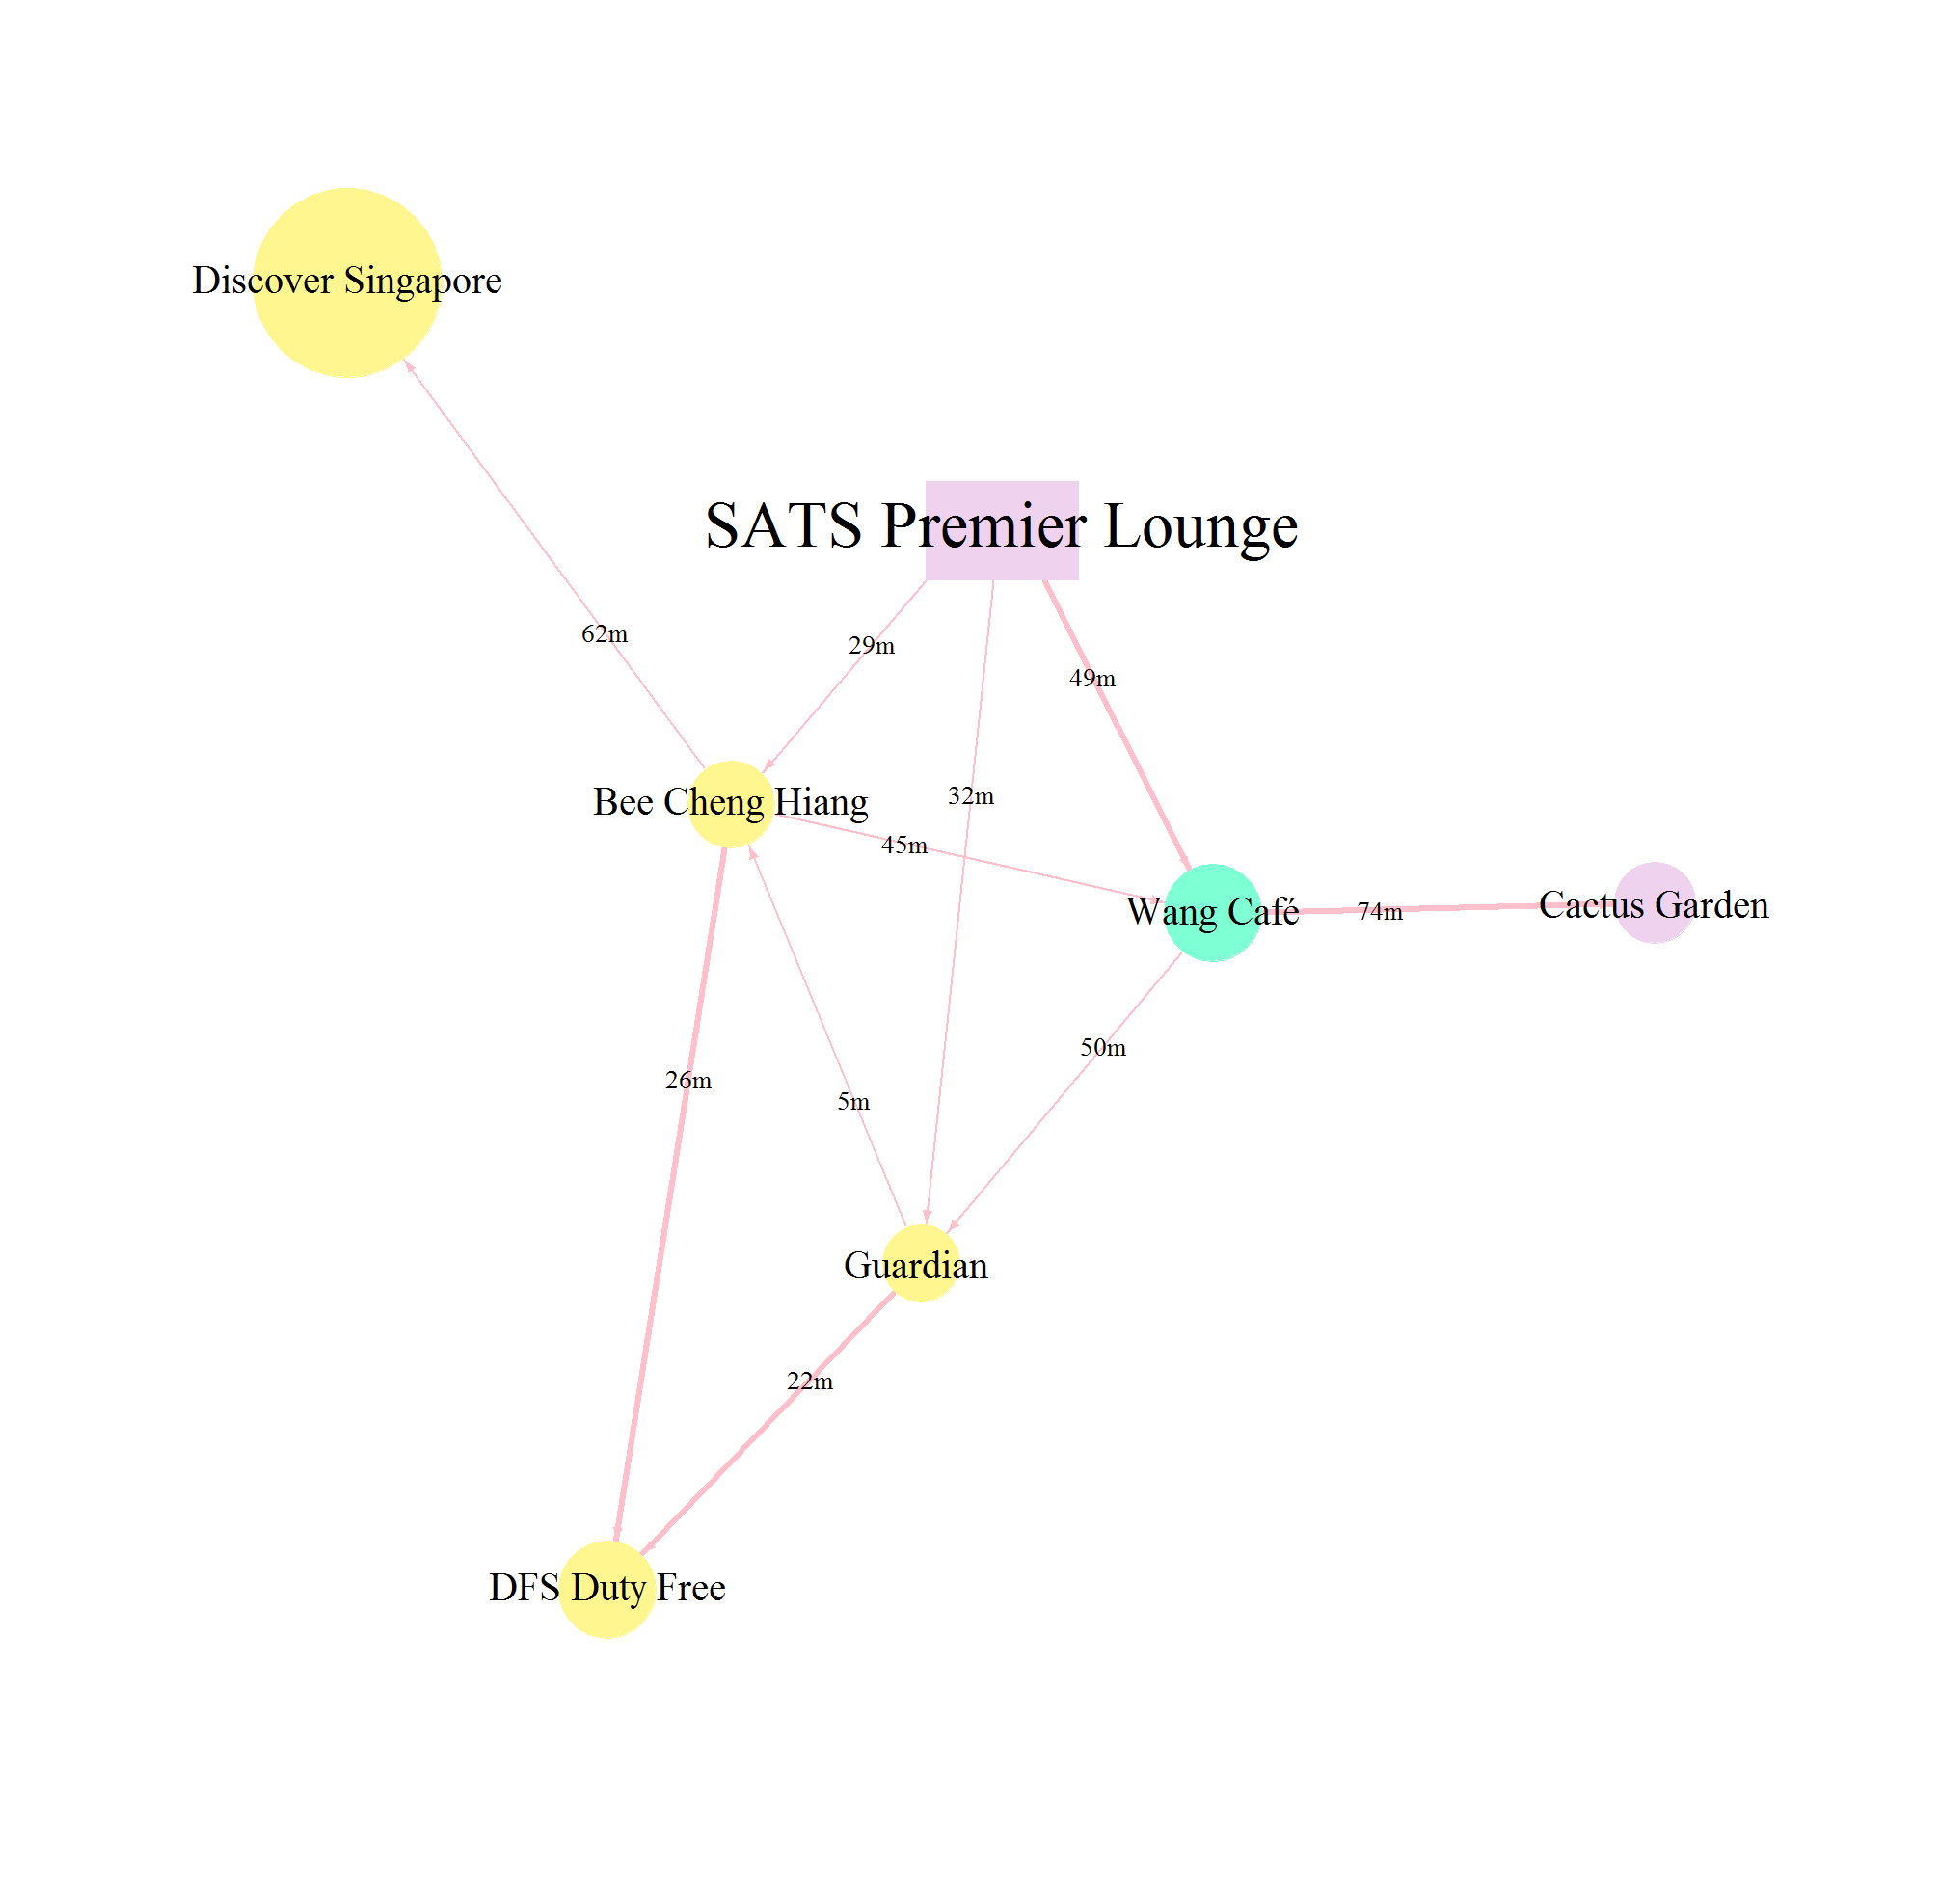 Discover Singapore
SATS Premier Lounge
62m
29m
49m
32m
Bee Cheng Hiang
45m
Wang Café
74m
Cactus Garden
50m
26m
5m
Guardian
22m
DFS Duty Free